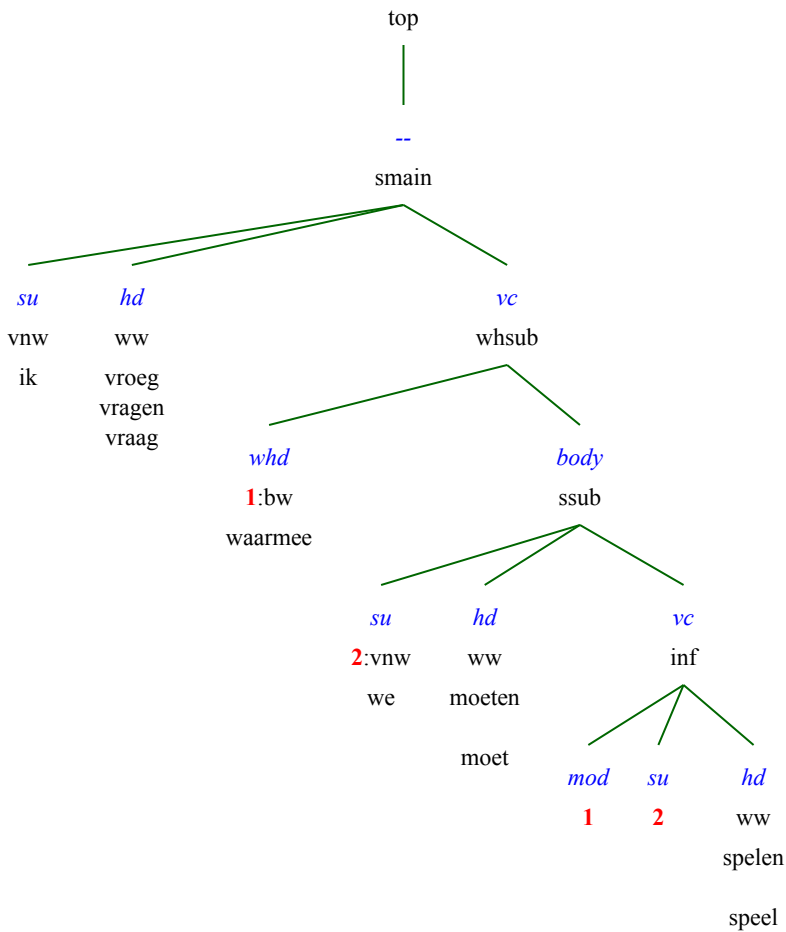 top
--
smain
su hd vc
vnw ww whsub
ik vroeg
vragen
vraag
whd body
1:bw ssub
waarmee
su hd vc
2:vnw ww inf
we moeten
moet
mod su hd
1 2 ww
spelen
speel